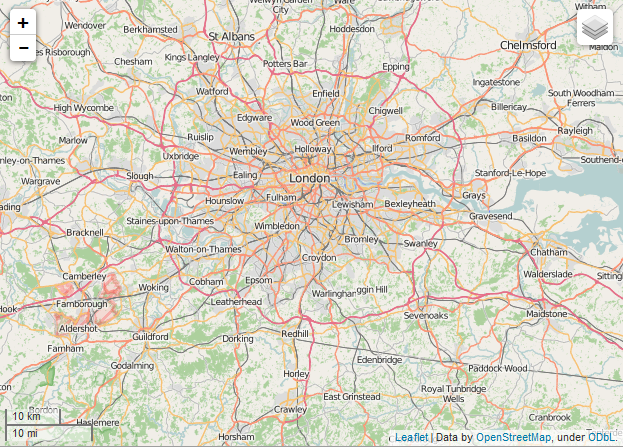 Welwyn Garden
City
Ware
Wendover
Berkhamsted
Hoddesdon
St Albans
Chelmsford
Witham
Maldon
+
−
s Risborough
Chesham
Kings Langley
Potters Bar
Epping
Ingatestone
Watford
Enfield
South Woodham
Ferrers
High Wycombe
Edgware
Wood Green
Chigwell
Billericay
Rayleigh
Marlow
Ruislip
Romford
Basildon
Wembley
Holloway
Ilford
Uxbridge
Southend-o
nley-on-Thames
Wargrave
Slough
Ealing
London
Stanford-Le-Hope
Hounslow
Fulham
Lewisham
Bexleyheath
Grays
ading
Staines-upon-Thames
Gravesend
Bracknell
Wimbledon
Walton-on-Thames
Bromley
Swanley
Chatham
Croydon
Camberley
Woking
Cobham
Epsom
Walderslade
Sitting
Hook
Farnborough
Leatherhead
Warlingham
ggin Hill
Sevenoaks
Maidstone
Aldershot
Guildford
Dorking
Redhill
Farnham
Godalming
Horley
Edenbridge
Paddock Wood
East Grinstead
Royal Tunbridge
Wells
Bordon
Crawley
Cranbrook
Haslemere
Horsham
10 km
10 mi
Leaflet | Data by OpenStreetMap, under ODbL.